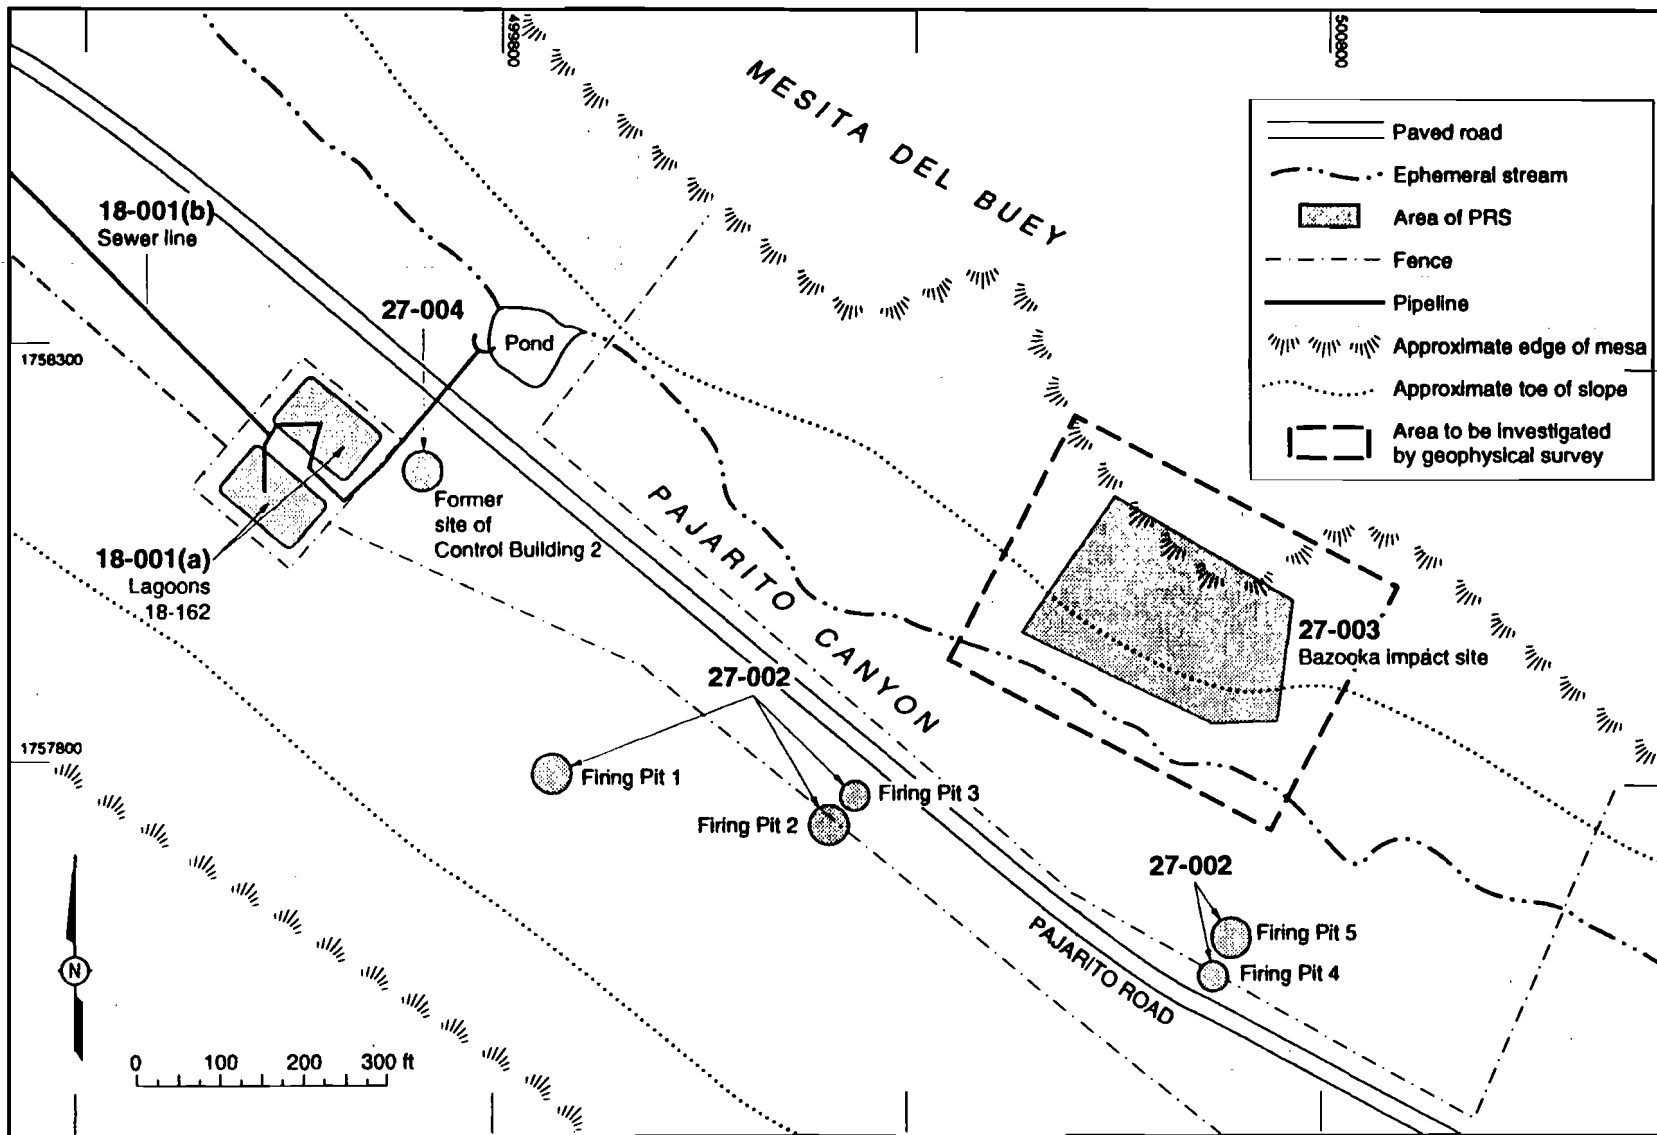 499800
500800
MESITA DEL BUEY
Paved road
Ephemeral stream
Area of PRS
Fence
Pipeline
Approximate edge of mesa
Approximate toe of slope
Area to be investigated
by geophysical survey
18-001(b)
Sewer line
27-004
Pond
1758300
Former
site of
Control Building 2
18-001(a)
Lagoons
18-162
PAJARITO CANYON
27-003
Bazooka impact site
27-002
1757800
Firing Pit 1
Firing Pit 3
Firing Pit 2
27-002
Firing Pit 5
Firing Pit 4
PAJARITO ROAD
N
0 100 200 300 ft